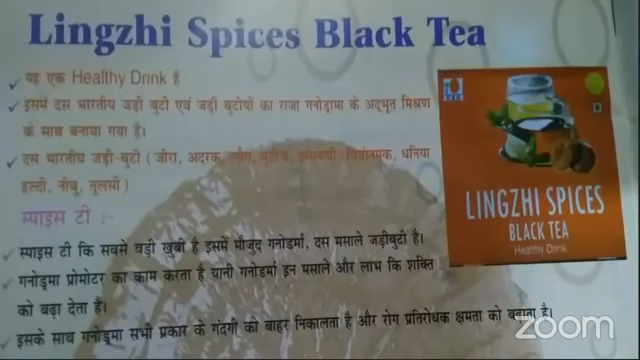 Lingzhi Spices Black Tea
यह एक Healthy Drink है
इसमें दस भारतीय जड़ी बुटी एवं जड़ी बुटीयों का राजा गनोडामा के अदभूत मिश्रण
के साथ बनाया गया है।
दस भारतीय जड़ी-बुटी ( जीरा, अदरक, धनिया
हल्दी, नींबु, तुलसी )
स्पाइस टी :-
स्पाइस टी कि सबसे बड़ी खुबी है इसमें मौजुद गनोडर्मा, दस मसाले जड़ीबुटी है।
गनोडुमा प्रोमोटर का काम करता है यानी गनोडर्मा इन मसाले और लाभ कि शक्ति
को बढ़ा देता है।
इसके साथ गनोडुमा सभी प्रकार के गंदगी को बाहर निकालता है और रोग प्रतिरोधक क्षमता को बढ़ाता है।
LINGZHI SPICES
BLACK TEA
Healthy Drink
zoom